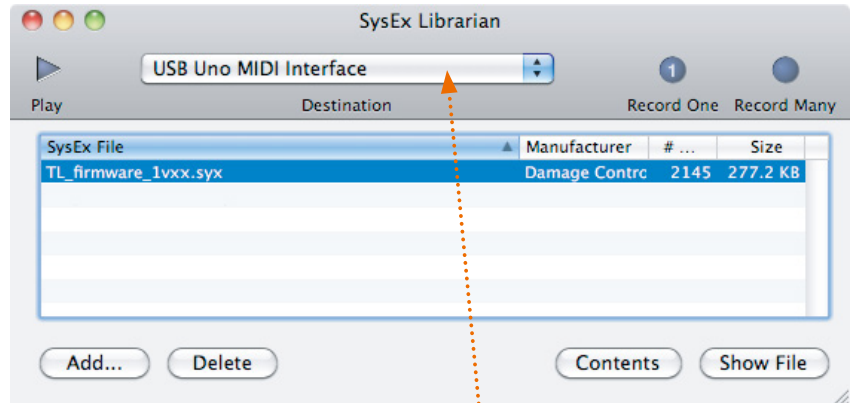 SysEx Librarian
USB Uno MIDI Interface
1
Play Destination Record One Record Many
SysEx File Manufacturer # ... Size
TL_firmware_1vxx.syx Damage Contrc 2145 277.2 KB
Add... Delete Contents Show File